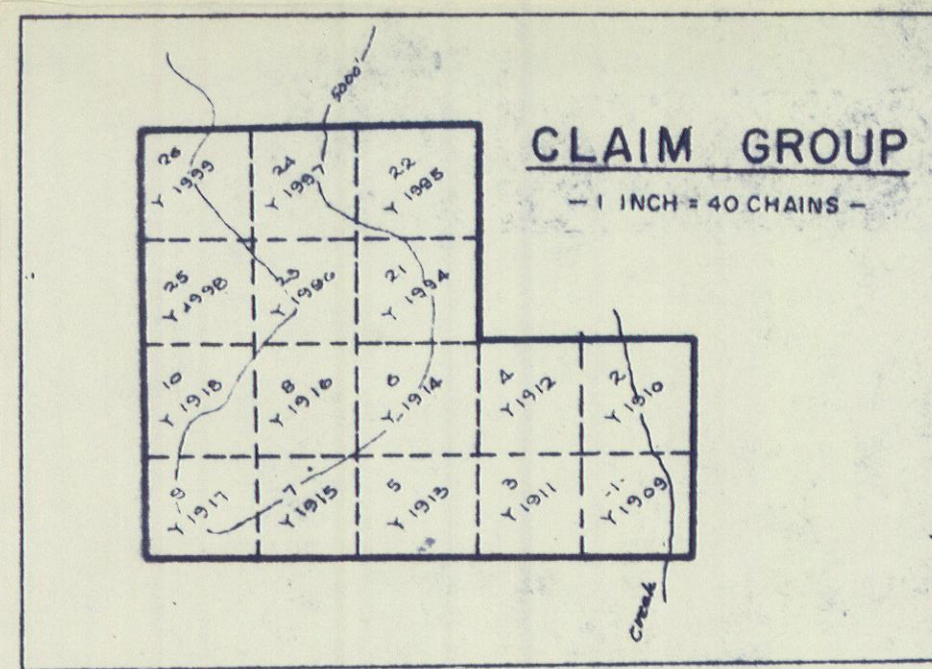 5000'
CLAIM GROUP
— 1 INCH = 40 CHAINS —
26
Y 1999
24
Y 1997
22
Y 1995
25
Y 1998
23
Y 1996
21
Y 1994
10
Y 1918
8
Y 1916
6
Y 1914
4
Y 1912
2
Y 1910
9
Y 1917
7
Y 1915
5
Y 1913
3
Y 1911
-1-
Y 1909
Creek